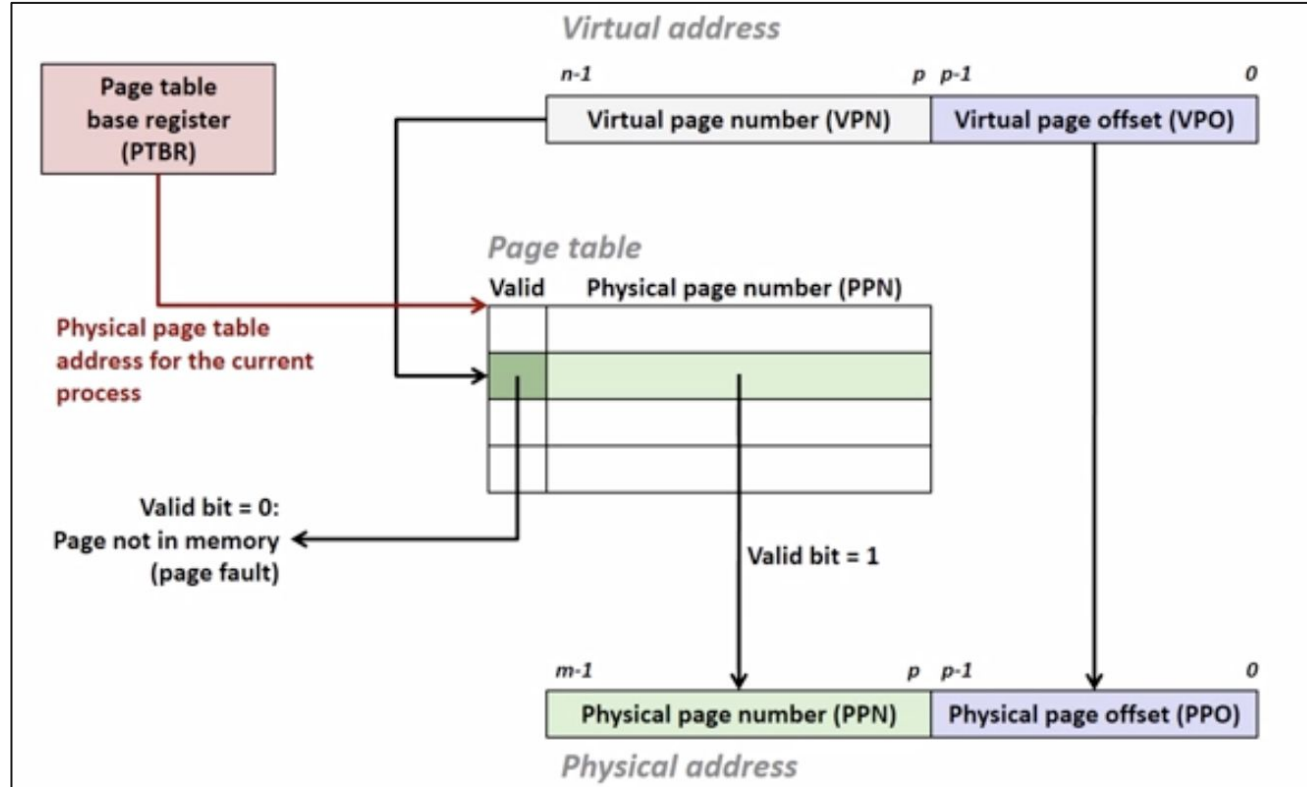 Virtual address
n-1
p
p-1
0
Page table
base register
(PTBR)
Virtual page number (VPN)
Virtual page offset (VPO)
Page table
Valid
Physical page number (PPN)
Physical page table
address for the current
process
Valid bit = 0:
Page not in memory
(page fault)
Valid bit = 1
m-1
p
p-1
0
Physical page number (PPN)
Physical page offset (PPO)
Physical address